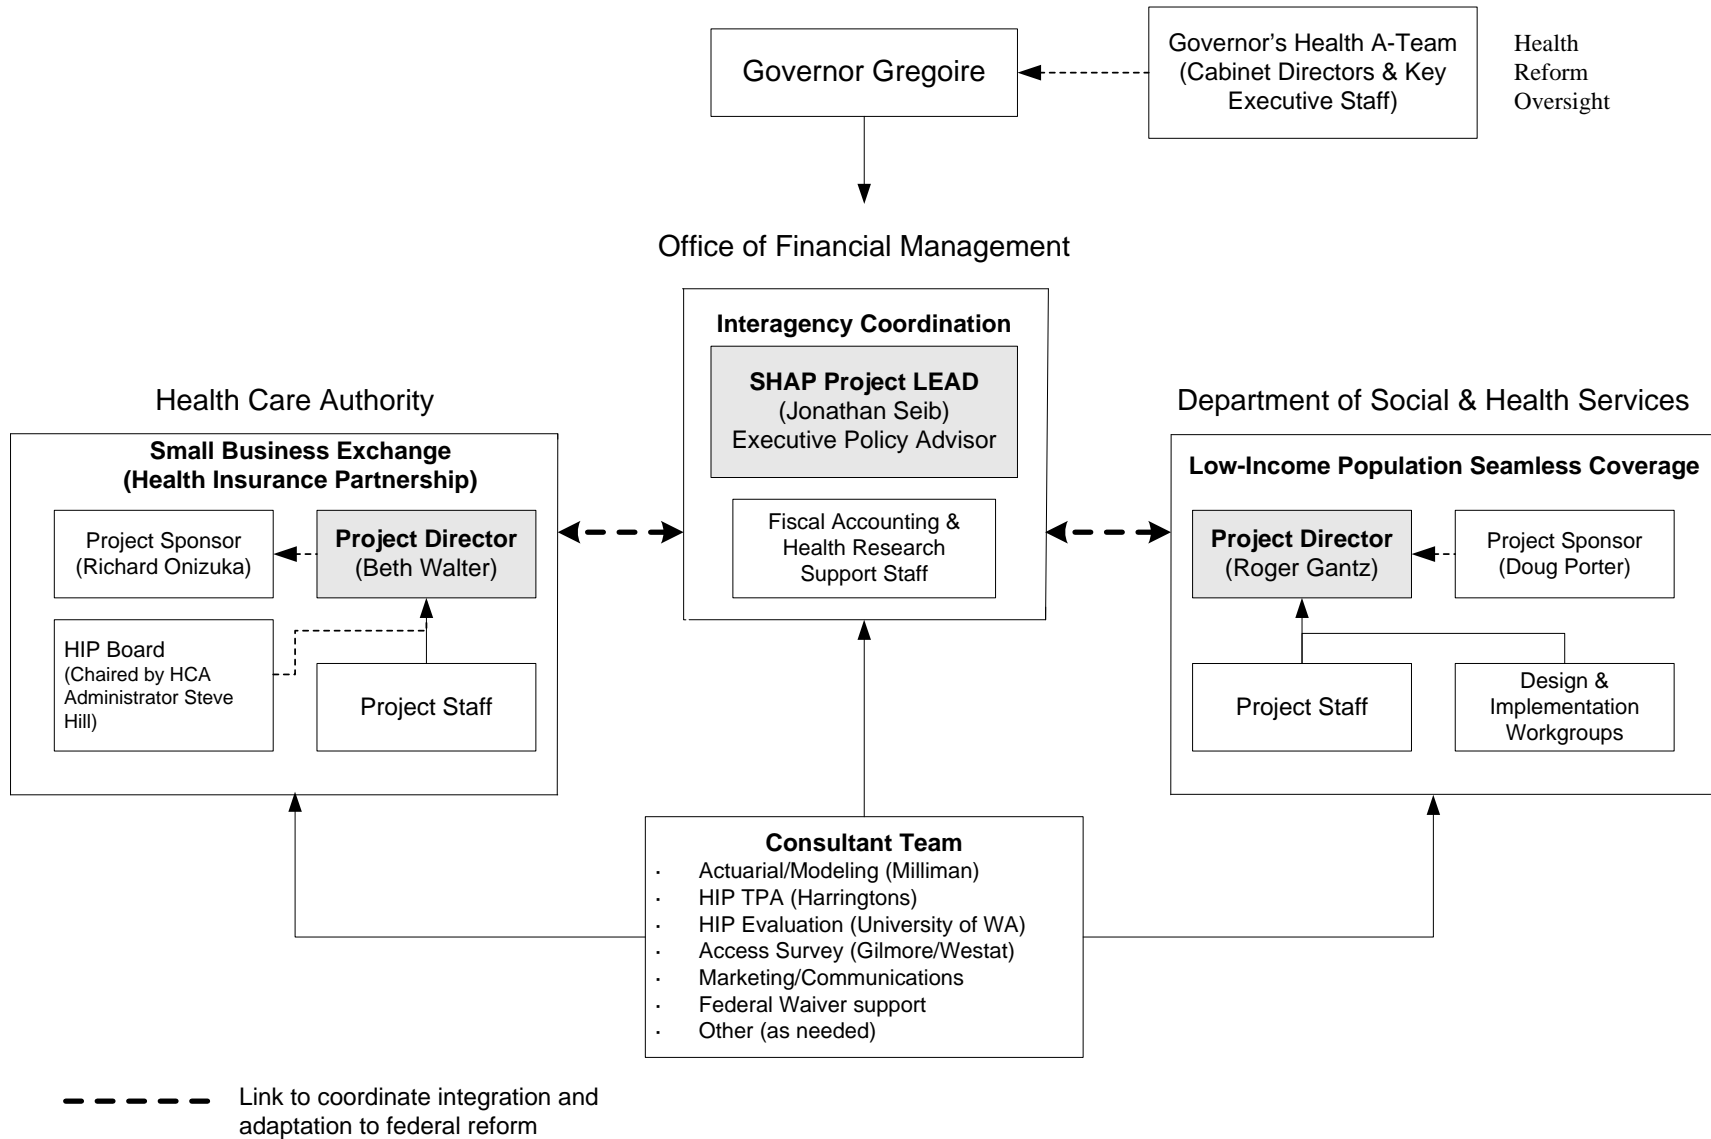 Governor Gregoire
Governor’s Health A-Team
(Cabinet Directors & Key
Executive Staff)
Health
Reform
Oversight
Office of Financial Management
Interagency Coordination
SHAP Project LEAD
(Jonathan Seib)
Executive Policy Advisor
Fiscal Accounting &
Health Research
Support Staff
Health Care Authority
Small Business Exchange
(Health Insurance Partnership)
Project Sponsor
(Richard Onizuka)
Project Director
(Beth Walter)
HIP Board
(Chaired by HCA
Administrator Steve
Hill)
Project Staff
Department of Social & Health Services
Low-Income Population Seamless Coverage
Project Director
(Roger Gantz)
Project Sponsor
(Doug Porter)
Project Staff
Design &
Implementation
Workgroups
Consultant Team
· Actuarial/Modeling (Milliman)
· HIP TPA (Harringtons)
· HIP Evaluation (University of WA)
· Access Survey (Gilmore/Westat)
· Marketing/Communications
· Federal Waiver support
· Other (as needed)
Link to coordinate integration and
adaptation to federal reform